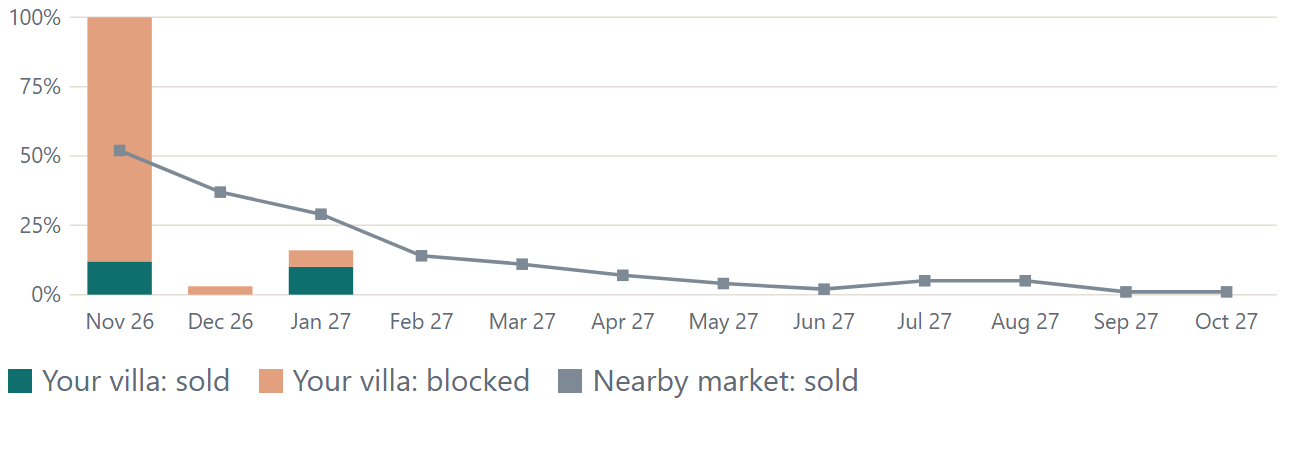 100%
75%
50%
25%
0%
Nov 26 Dec 26 Jan 27 Feb 27 Mar 27 Apr 27 May 27 Jun 27 Jul 27 Aug 27 Sep 27 Oct 27
Your villa: sold Your villa: blocked Nearby market: sold